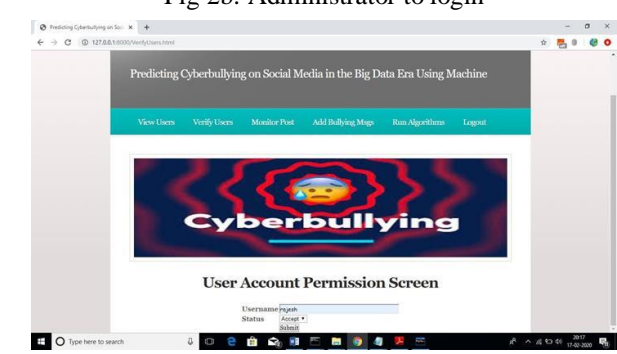 Fig 2b: Administrator to login
Predicting Cyberbullying on Soc
127.0.0.1:8000/VerifyUsers.html
Predicting Cyberbullying on Social Media in the Big Data Era Using Machine
View Users Verify Users Monitor Post Add Bullying Msgs Run Algorithms Logout
Cyberbullying
User Account Permission Screen
Username rajesh
Status Accept
Submit
Type here to search
20:17
17-02-2020